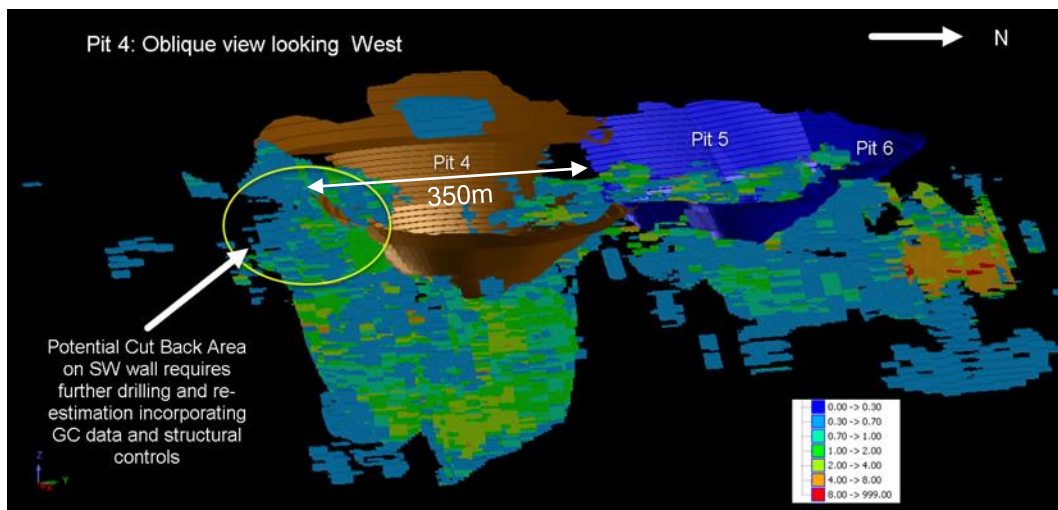 Pit 4: Oblique view looking West
N
Pit 5
Pit 6
Pit 4
350m
Potential Cut Back Area
on SW wall requires
further drilling and re-
estimation incorporating
GC data and structural
controls
0.00 -> 0.30
0.30 -> 0.70
0.70 -> 1.00
1.00 -> 2.00
2.00 -> 4.00
4.00 -> 8.00
8.00 -> 999.00
Z
Y
X